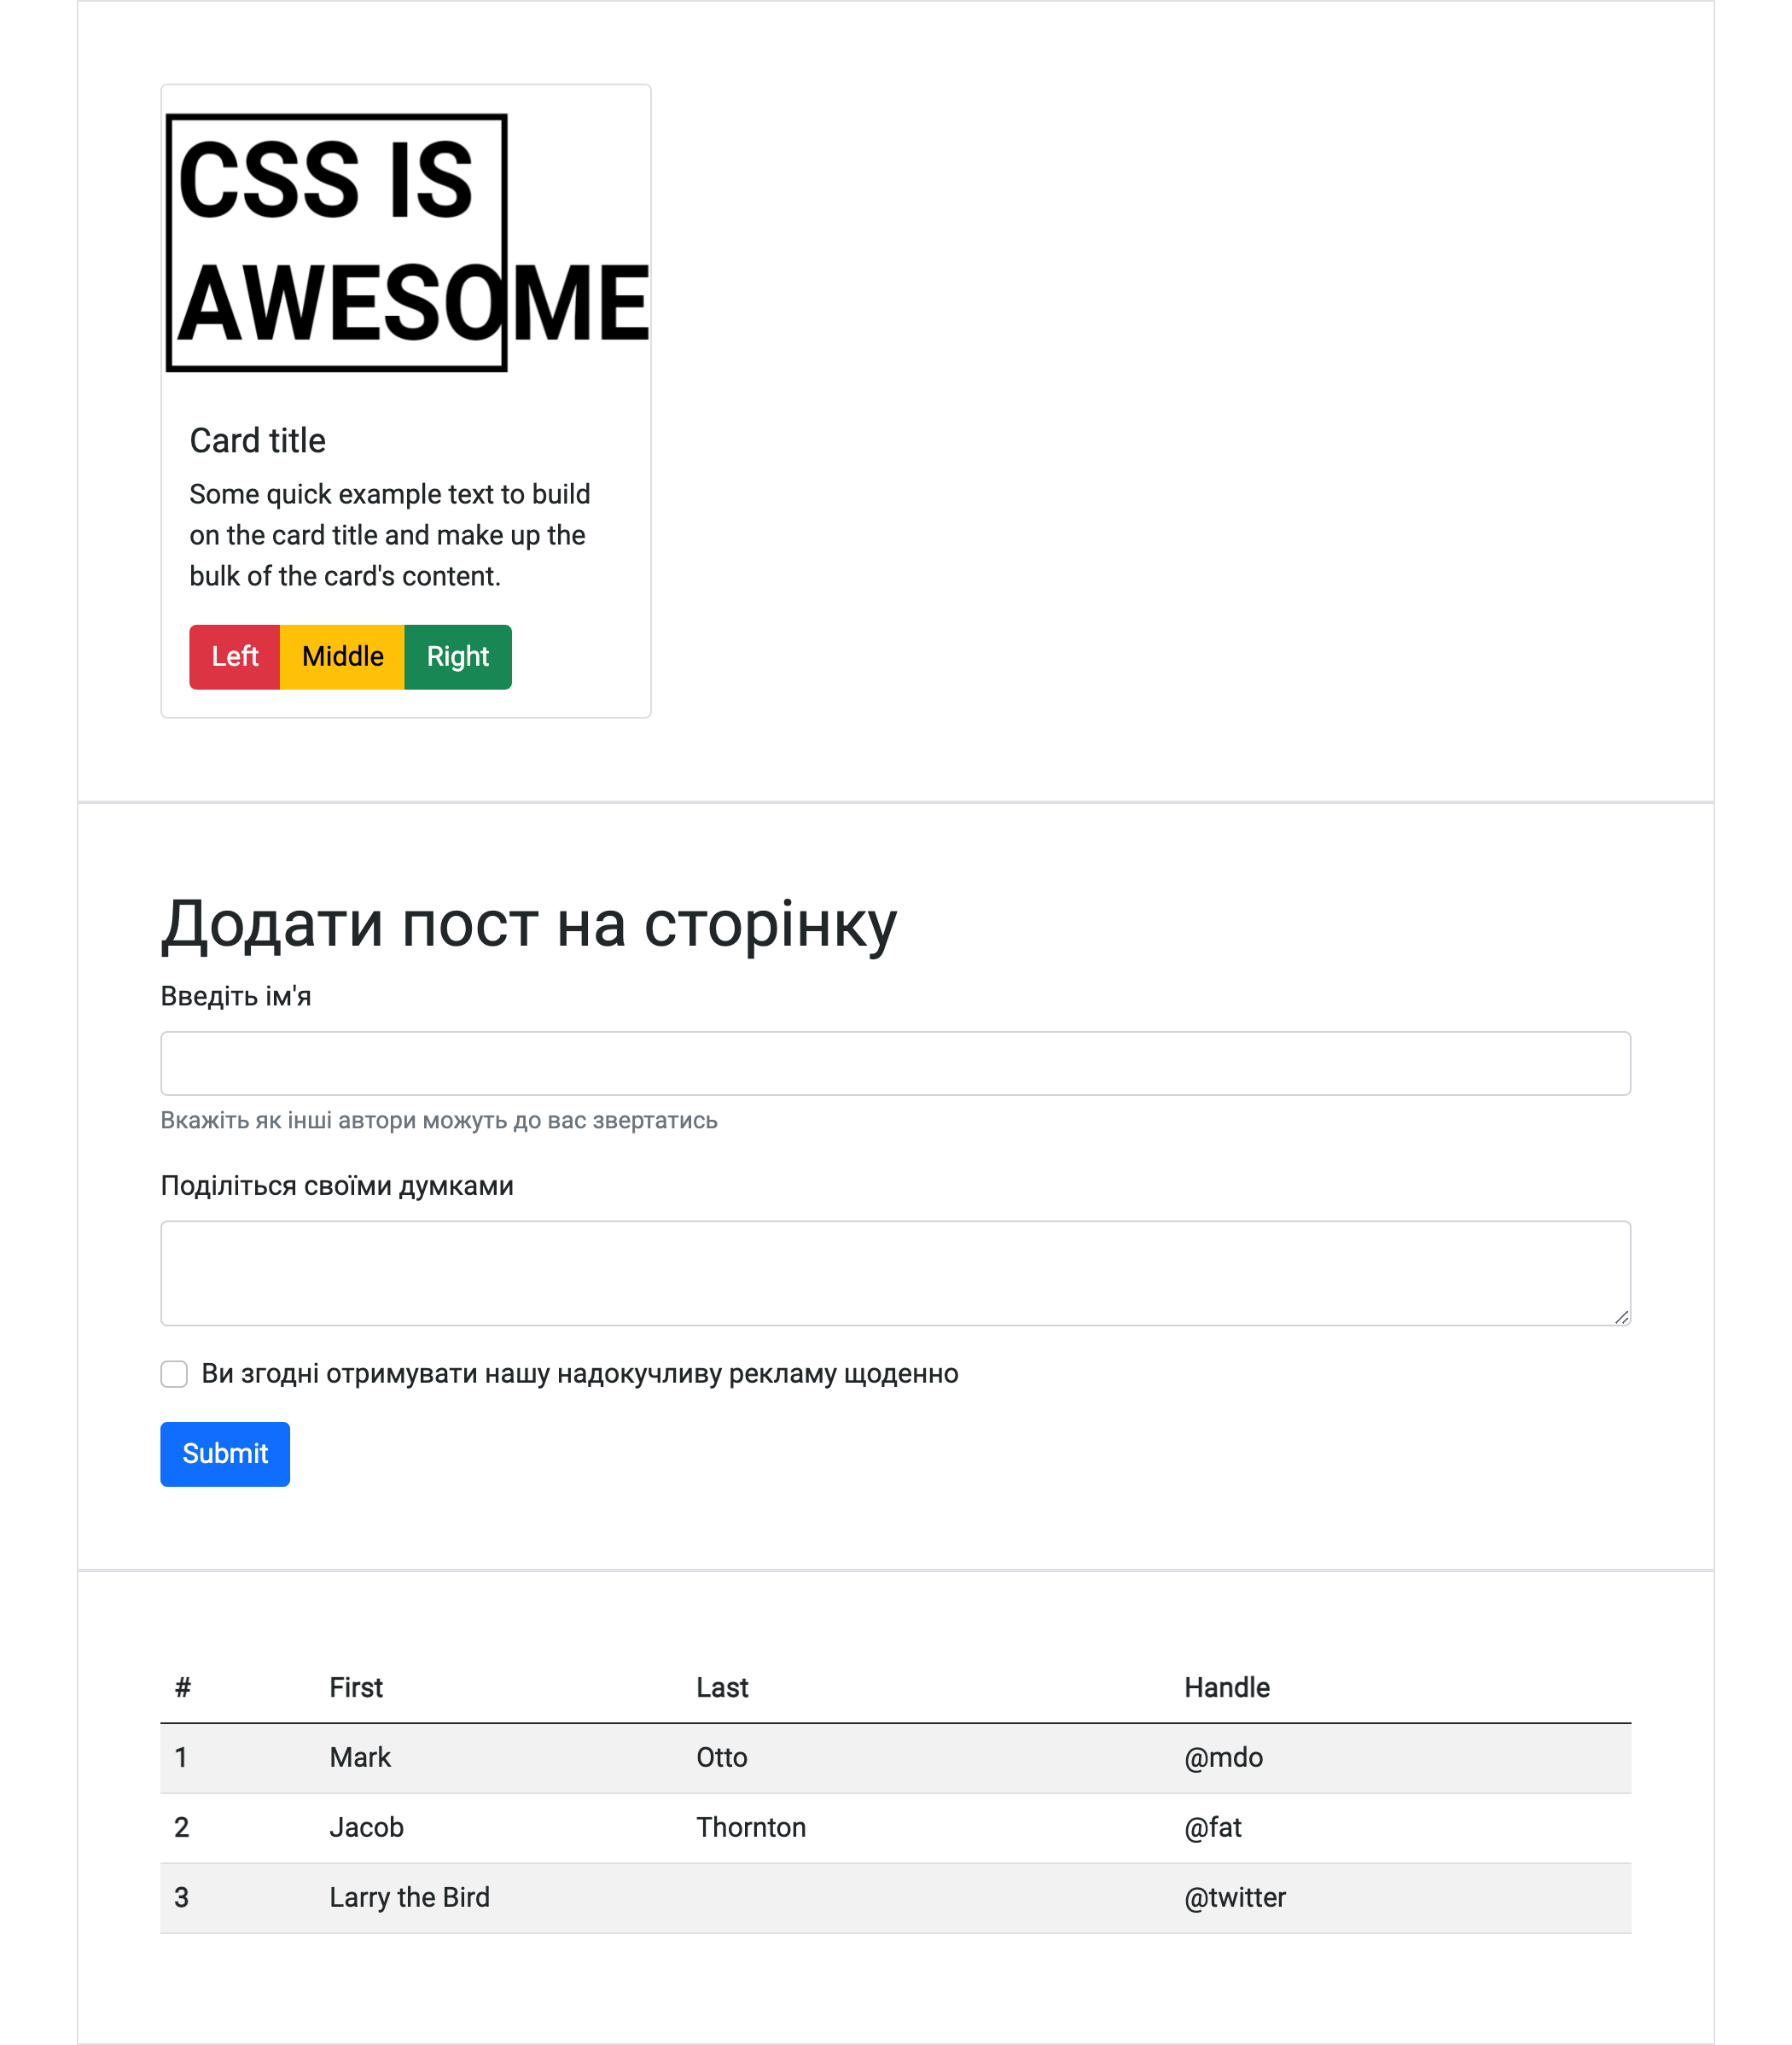 CSS IS
AWESOME
Card title
Some quick example text to build
on the card title and make up the
bulk of the card's content.
Left Middle Right
Додати пост на сторінку
Введіть ім'я
Вкажіть як інші автори можуть до вас звертатись
Поділіться своїми думками
Ви згодні отримувати нашу надокучливу рекламу щоденно
Submit
# First Last Handle
1 Mark Otto @mdo
2 Jacob Thornton @fat
3 Larry the Bird @twitter